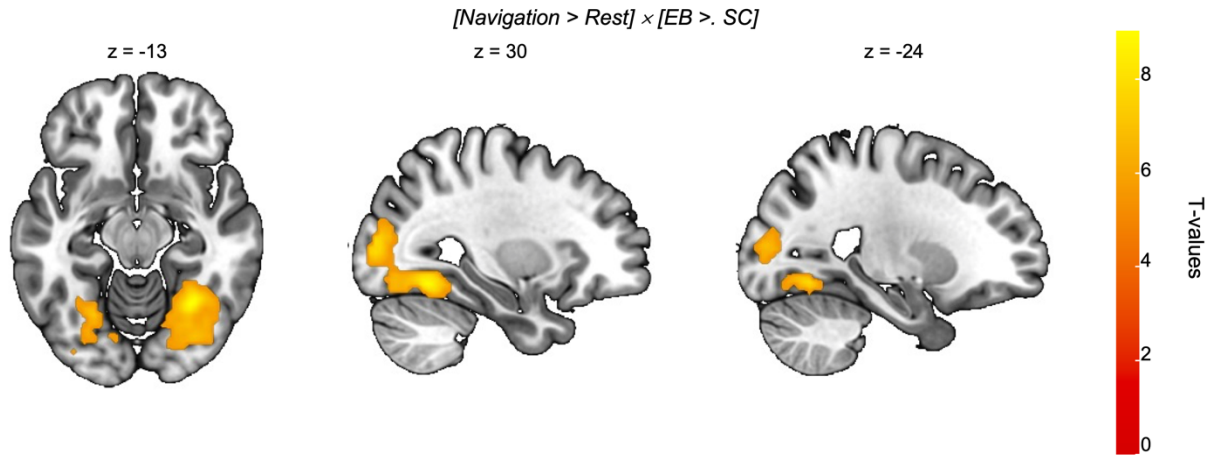 [Navigation > Rest] × [EB >. SC]
z = -13
z = 30
z = -24
8
6
4
2
0
T-values